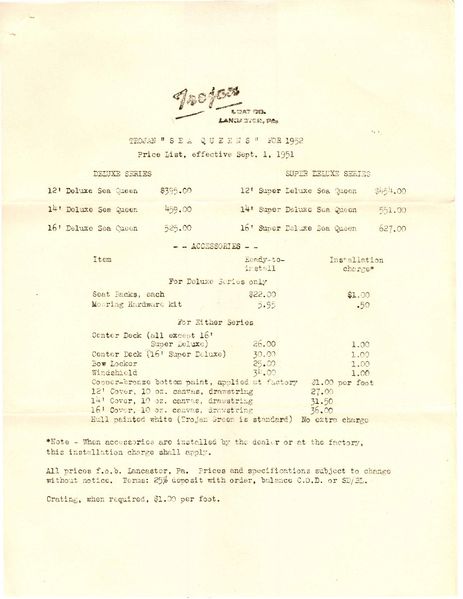 Trojan
BOAT CO.
LANCASTER, PA.
TROJAN "S E A Q U E E N S" FOR 1952
Price List, effective Sept. 1, 1951
DELUXE SERIES SUPER DELUXE SERIES
12' Deluxe Sea Queen $395.00 12' Super Deluxe Sea Queen $454.00
14' Deluxe Sea Queen 459.00 14' Super Deluxe Sea Queen 551.00
16' Deluxe Sea Queen 525.00 16' Super Deluxe Sea Queen 627.00
- - ACCESSORIES - -
Item Ready-to- Installation
install charge*
For Deluxe Series only
Seat Backs, each $22.00 $1.00
Mooring Hardware kit 5.95 .50
For Either Series
Center Deck (all except 16'
Super Deluxe) 26.00 1.00
Center Deck (16' Super Deluxe) 30.00 1.00
Bow Locker 25.00 1.00
Windshield 34.00 1.00
Copper-bronze bottom paint, applied at factory $1.00 per foot
12' Cover, 10 oz. canvas, drawstring 27.00
14' Cover, 10 oz. canvas, drawstring 31.50
16' Cover, 10 oz. canvas, drawstring 36.00
Hull painted white (Trojan Green is standard) No extra charge
*Note - When accessories are installed by the dealer or at the factory,
this installation charge shall apply.
All prices f.o.b. Lancaster, Pa. Prices and specifications subject to change
without notice. Terms: 25% deposit with order, balance C.O.D. or SD/BL.
Crating, when required, $1.00 per foot.